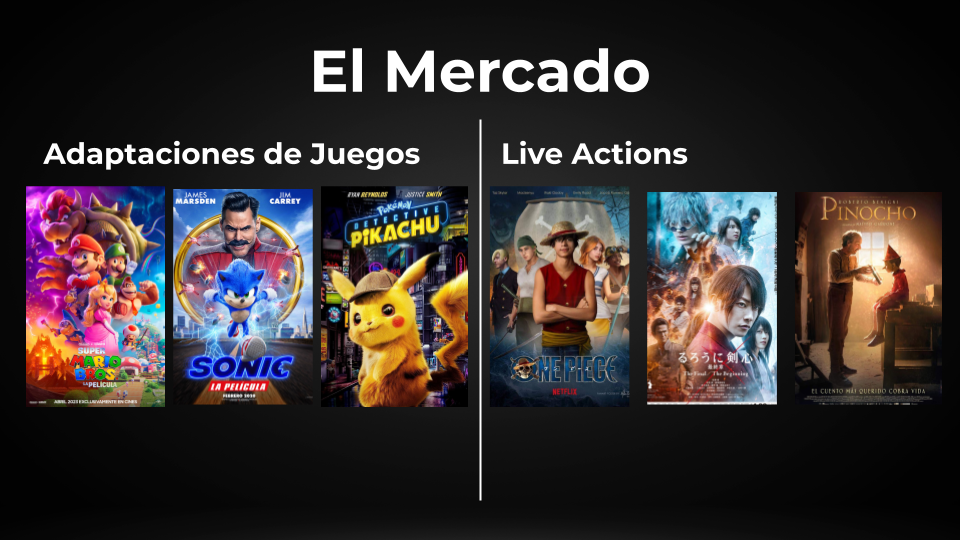 El Mercado
Adaptaciones de Juegos
Live Actions
SUPER
MARIO
BROS
LA PELÍCULA
ABRIL 2023 EXCLUSIVAMENTE EN CINES
JAMES
MARSDEN
JIM
CARREY
SONIC
LA PELÍCULA
FEBRERO 2020
RYAN REYNOLDS
JUSTICE SMITH
POKÉMON
DETECTIVE
PIKACHU
ONE PIECE
NETFLIX
るろうに剣心
最終章
The Final / The Beginning
ROBERTO BENIGNI
PINOCHO
EL CUENTO MÁS QUERIDO COBRA VIDA